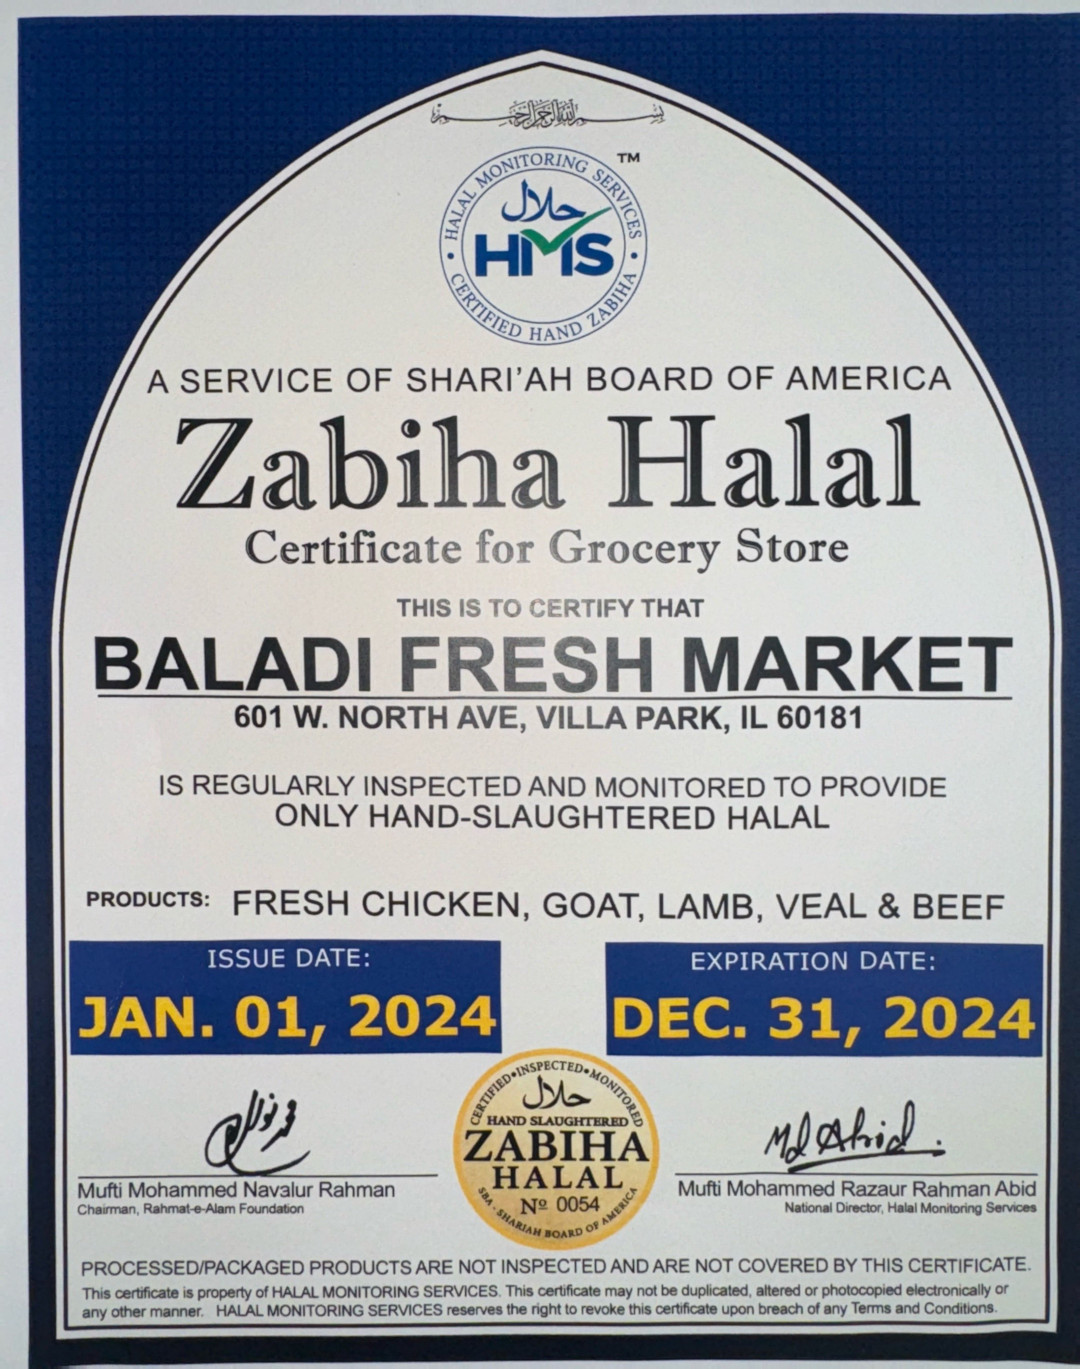 بسم الله الرحمن الرحيم
HALAL MONITORING SERVICES
TM
حلال
HMS
CERTIFIED HAND ZABIHA
A SERVICE OF SHARI'AH BOARD OF AMERICA
Zabiha Halal
Certificate for Grocery Store
THIS IS TO CERTIFY THAT
BALADI FRESH MARKET
601 W. NORTH AVE, VILLA PARK, IL 60181
IS REGULARLY INSPECTED AND MONITORED TO PROVIDE
ONLY HAND-SLAUGHTERED HALAL
PRODUCTS: FRESH CHICKEN, GOAT, LAMB, VEAL & BEEF
ISSUE DATE:
JAN. 01, 2024
EXPIRATION DATE:
DEC. 31, 2024
CERTIFIED•INSPECTED•MONITORED
حلال
HAND SLAUGHTERED
ZABIHA
HALAL
Nº 0054
SBA - SHARIAH BOARD OF AMERICA
Mufti Mohammed Navalur Rahman
Chairman, Rahmat-e-Alam Foundation
Md Abid
Mufti Mohammed Razaur Rahman Abid
National Director, Halal Monitoring Services
PROCESSED/PACKAGED PRODUCTS ARE NOT INSPECTED AND ARE NOT COVERED BY THIS CERTIFICATE.
This certificate is property of HALAL MONITORING SERVICES. This certificate may not be duplicated, altered or photocopied electronically or
any other manner. HALAL MONITORING SERVICES reserves the right to revoke this certificate upon breach of any Terms and Conditions.